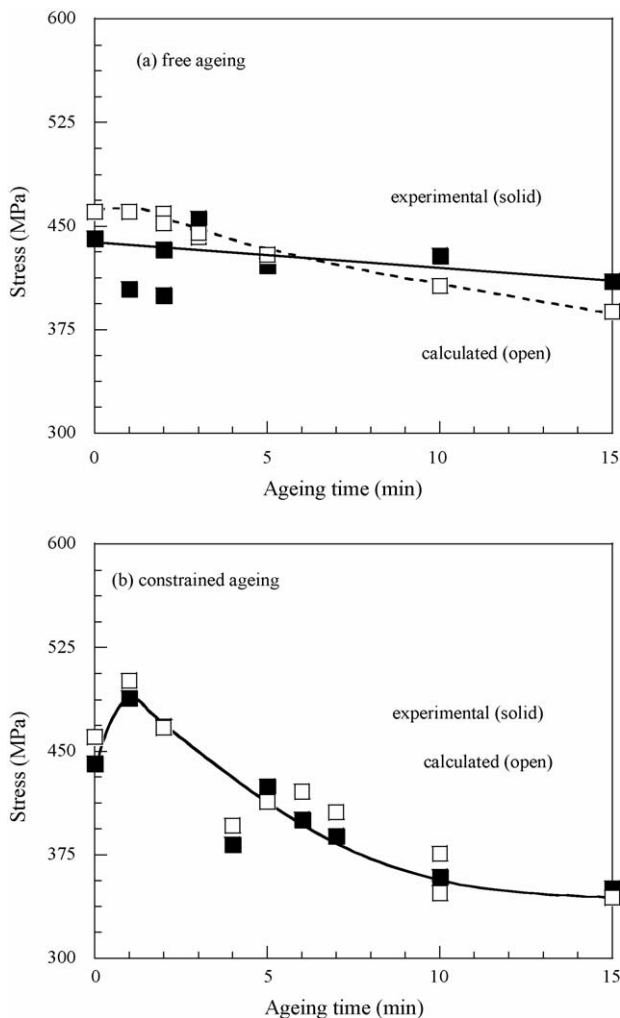 600
(a) free ageing
525
experimental (solid)
450
Stress (MPa)
375
calculated (open)
300
0 5 10 15
Ageing time (min)
600
(b) constrained ageing
525
experimental (solid)
450
calculated (open)
Stress (MPa)
375
300
0 5 10 15
Ageing time (min)